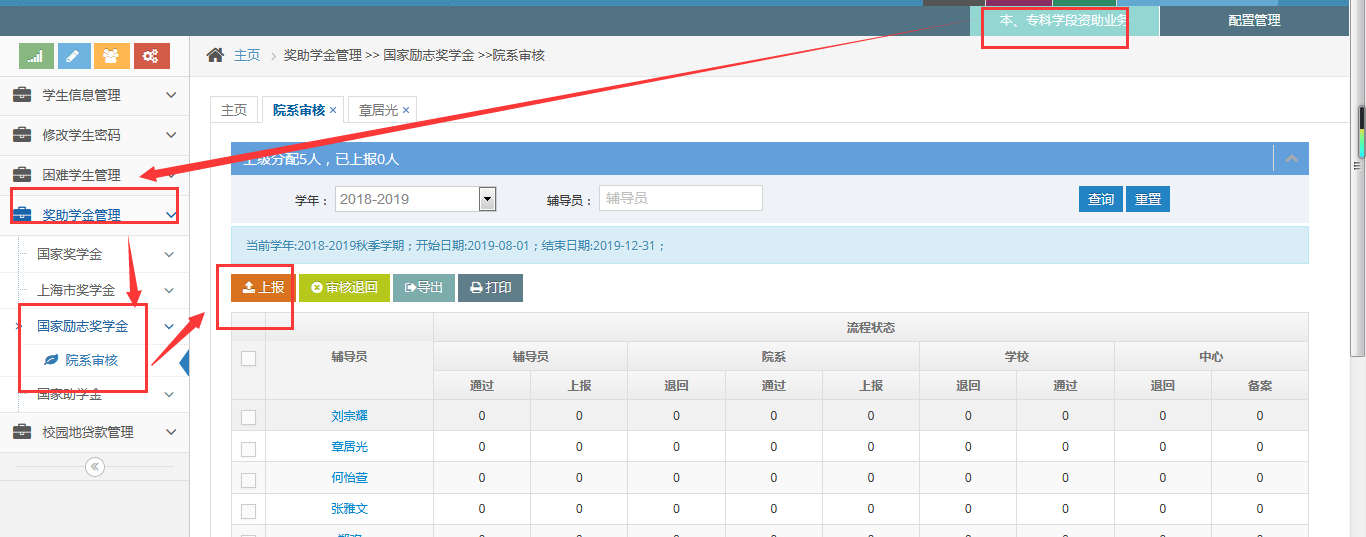 本、专科学段资助业务 配置管理
主页 奖助学金管理 >> 国家励志奖学金 >>院系审核
学生信息管理
修改学生密码
困难学生管理
奖助学金管理
国家奖学金
上海市奖学金
国家励志奖学金
院系审核
国家助学金
校园地贷款管理
主页 院系审核 × 章居光 ×
上级分配5人，已上报0人
学年： 2018-2019 辅导员： 辅导员 查询 重置
当前学年:2018-2019秋季学期；开始日期:2019-08-01；结束日期:2019-12-31；
上报 审核退回 导出 打印
流程状态
辅导员 辅导员 院系 学校 中心
通过 上报 退回 通过 上报 退回 通过 退回 备案
刘宗耀 0 0 0 0 0 0 0 0 0
章居光 0 0 0 0 0 0 0 0 0
何怡萱 0 0 0 0 0 0 0 0 0
张雅文 0 0 0 0 0 0 0 0 0